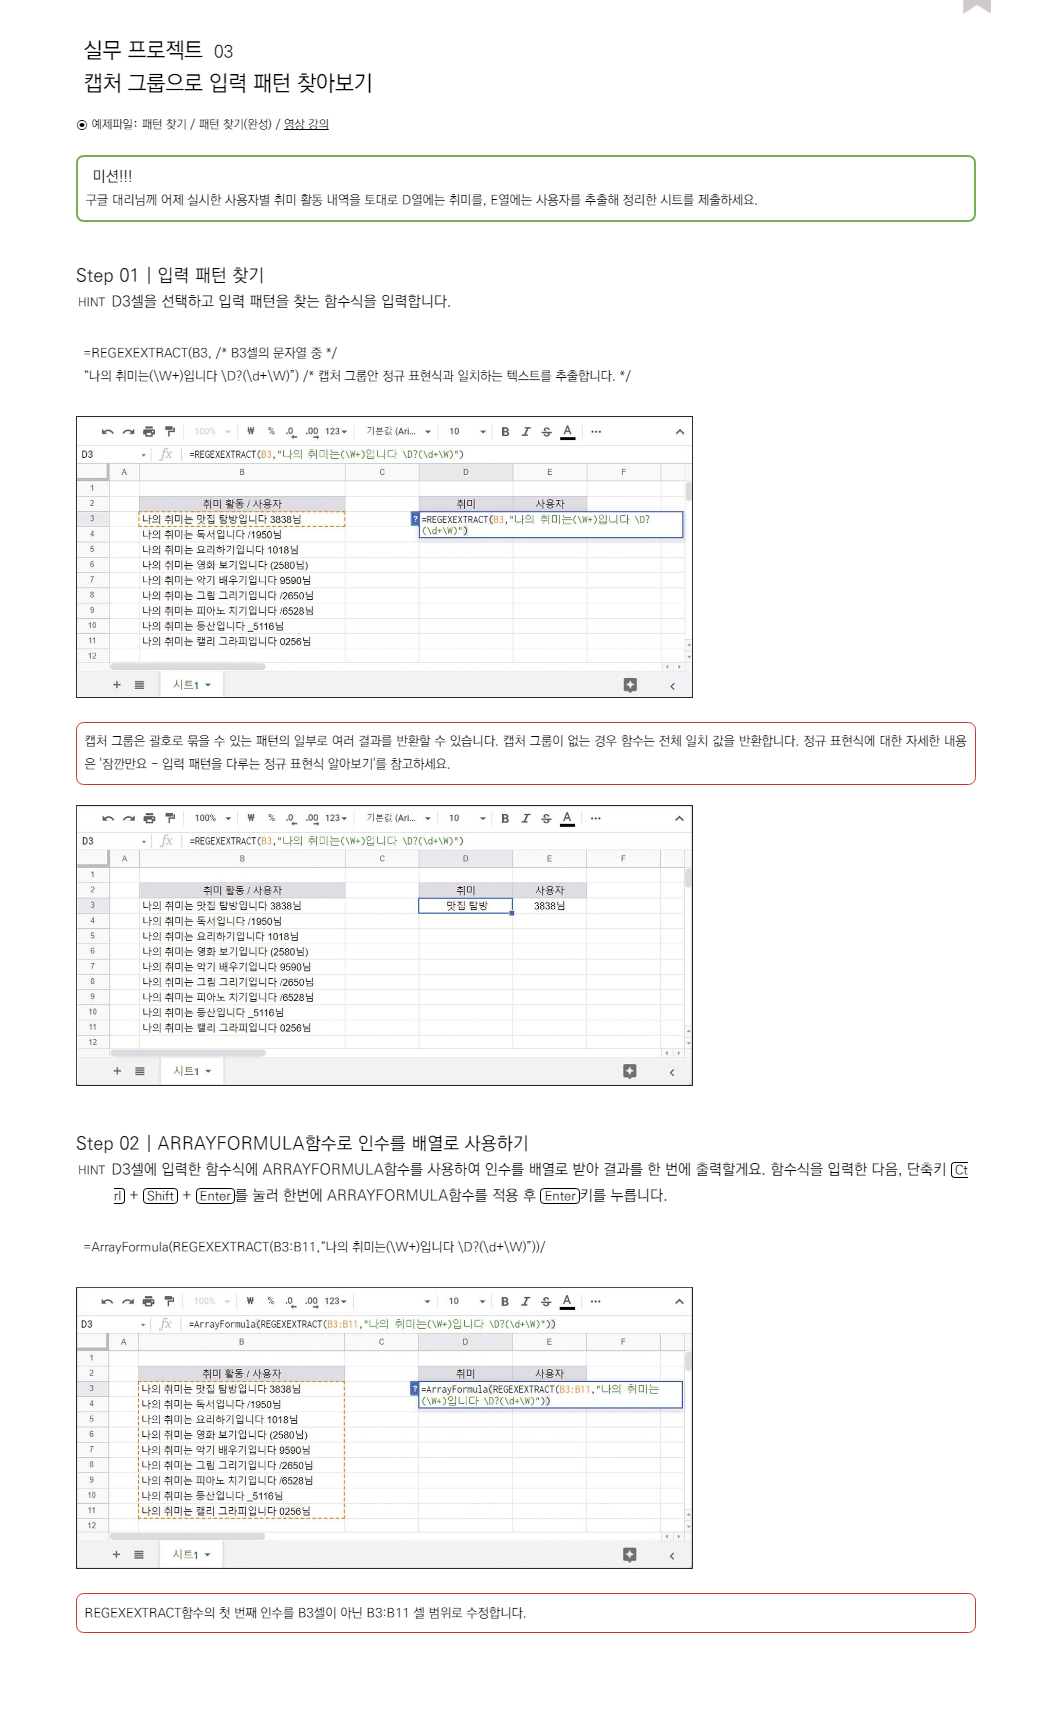 실무 프로젝트 03
캡처 그룹으로 입력 패턴 찾아보기
예제파일: 패턴 찾기 / 패턴 찾기(완성) / 영상 강의
미션!!!
구글 대리님께 어제 실시한 사용자별 취미 활동 내역을 토대로 D열에는 취미를, E열에는 사용자를 추출해 정리한 시트를 제출하세요.
Step 01 | 입력 패턴 찾기
HINT D3셀을 선택하고 입력 패턴을 찾는 함수식을 입력합니다.
=REGEXEXTRACT(B3, /* B3셀의 문자열 중 */
“나의 취미는(\W+)입니다 \D?(\d+\W)”) /* 캡처 그룹안 정규 표현식과 일치하는 텍스트를 추출합니다. */
100% ₩ % .0 .00 123 기본값 (Ari... 10 B I S A
D3 fx =REGEXEXTRACT(B3,"나의 취미는(\W+)입니다 \D?(\d+\W)")
A B C D E F
1
2 취미 활동 / 사용자 취미 사용자
3 나의 취미는 맛집 탐방입니다 3838님 ? =REGEXEXTRACT(B3,"나의 취미는(\W+)입니다 \D?
(\d+\W)")
4 나의 취미는 독서입니다 /1950님
5 나의 취미는 요리하기입니다 1018님
6 나의 취미는 영화 보기입니다 (2580님)
7 나의 취미는 악기 배우기입니다 9590님
8 나의 취미는 그림 그리기입니다 /2650님
9 나의 취미는 피아노 치기입니다 /6528님
10 나의 취미는 등산입니다 _5116님
11 나의 취미는 캘리 그라피입니다 0256님
12
+ 시트1
캡처 그룹은 괄호로 묶을 수 있는 패턴의 일부로 여러 결과를 반환할 수 있습니다. 캡처 그룹이 없는 경우 함수는 전체 일치 값을 반환합니다. 정규 표현식에 대한 자세한 내용
은 '잠깐만요 - 입력 패턴을 다루는 정규 표현식 알아보기'를 참고하세요.
100% ₩ % .0 .00 123 기본값 (Ari... 10 B I S A
D3 fx =REGEXEXTRACT(B3,"나의 취미는(\W+)입니다 \D?(\d+\W)")
A B C D E F
1
2 취미 활동 / 사용자 취미 사용자
3 나의 취미는 맛집 탐방입니다 3838님 맛집 탐방 3838님
4 나의 취미는 독서입니다 /1950님
5 나의 취미는 요리하기입니다 1018님
6 나의 취미는 영화 보기입니다 (2580님)
7 나의 취미는 악기 배우기입니다 9590님
8 나의 취미는 그림 그리기입니다 /2650님
9 나의 취미는 피아노 치기입니다 /6528님
10 나의 취미는 등산입니다 _5116님
11 나의 취미는 캘리 그라피입니다 0256님
12
+ 시트1
Step 02 | ARRAYFORMULA함수로 인수를 배열로 사용하기
HINT D3셀에 입력한 함수식에 ARRAYFORMULA함수를 사용하여 인수를 배열로 받아 결과를 한 번에 출력할게요. 함수식을 입력한 다음, 단축키 Ct
rl + Shift + Enter를 눌러 한번에 ARRAYFORMULA함수를 적용 후 Enter키를 누릅니다.
=ArrayFormula(REGEXEXTRACT(B3:B11,“나의 취미는(\W+)입니다 \D?(\d+\W)”))/
100% ₩ % .0 .00 123 10 B I S A
D3 fx =ArrayFormula(REGEXEXTRACT(B3:B11,"나의 취미는(\W+)입니다 \D?(\d+\W)"))
A B C D E F
1
2 취미 활동 / 사용자 취미 사용자
3 나의 취미는 맛집 탐방입니다 3838님 ? =ArrayFormula(REGEXEXTRACT(B3:B11,"나의 취미는
(\W+)입니다 \D?(\d+\W)"))
4 나의 취미는 독서입니다 /1950님
5 나의 취미는 요리하기입니다 1018님
6 나의 취미는 영화 보기입니다 (2580님)
7 나의 취미는 악기 배우기입니다 9590님
8 나의 취미는 그림 그리기입니다 /2650님
9 나의 취미는 피아노 치기입니다 /6528님
10 나의 취미는 등산입니다 _5116님
11 나의 취미는 캘리 그라피입니다 0256님
12
+ 시트1
REGEXEXTRACT함수의 첫 번째 인수를 B3셀이 아닌 B3:B11 셀 범위로 수정합니다.